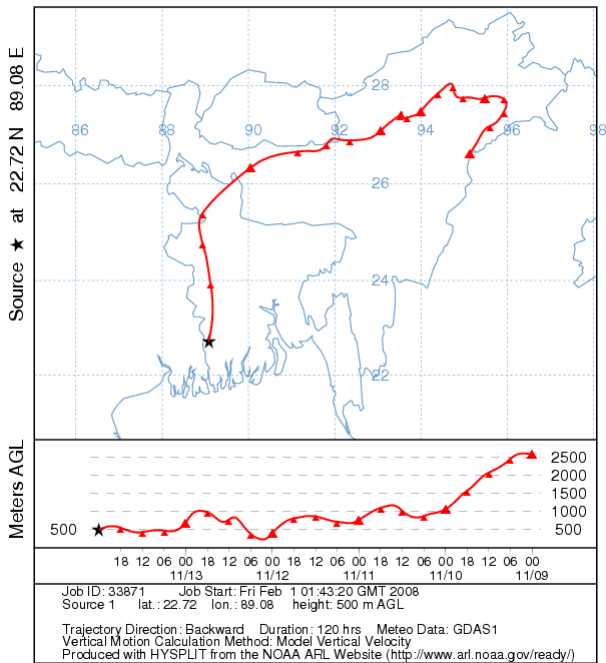 Source ★ at 22.72 N 89.08 E
28
86
88
90
92
94
96
98
26
24
22
Meters AGL
2500
2000
1500
1000
500
500
18 12 06 00 18 12 06 00 18 12 06 00 18 12 06 00 18 12 06 00
11/13 11/12 11/11 11/10 11/09
Job ID: 33871 Job Start: Fri Feb 1 01:43:20 GMT 2008
Source 1 lat.: 22.72 lon.: 89.08 height: 500 m AGL
Trajectory Direction: Backward Duration: 120 hrs Meteo Data: GDAS1
Vertical Motion Calculation Method: Model Vertical Velocity
Produced with HYSPLIT from the NOAA ARL Website (http://www.arl.noaa.gov/ready/)